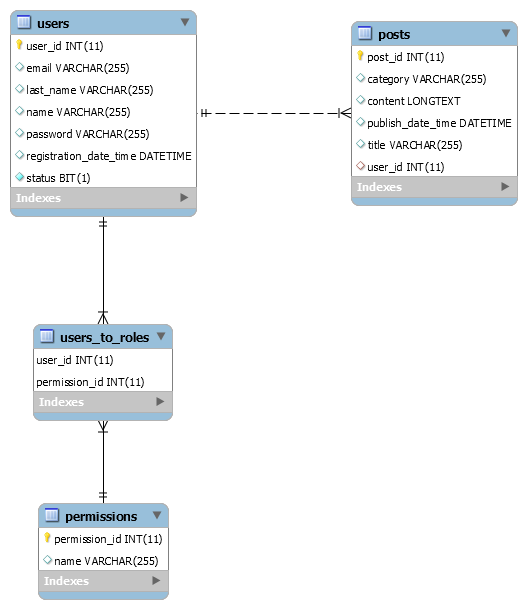 users
user_id INT(11)
email VARCHAR(255)
last_name VARCHAR(255)
name VARCHAR(255)
password VARCHAR(255)
registration_date_time DATETIME
status BIT(1)
Indexes
posts
post_id INT(11)
category VARCHAR(255)
content LONGTEXT
publish_date_time DATETIME
title VARCHAR(255)
user_id INT(11)
Indexes
users_to_roles
user_id INT(11)
permission_id INT(11)
Indexes
permissions
permission_id INT(11)
name VARCHAR(255)
Indexes